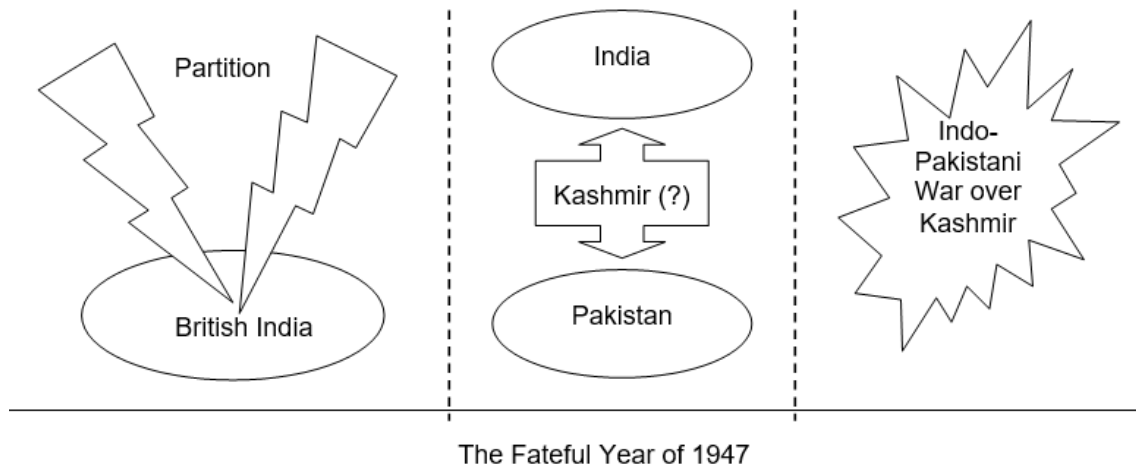 Partition
British India
India
Kashmir (?)
Pakistan
Indo-
Pakistani
War over
Kashmir
The Fateful Year of 1947